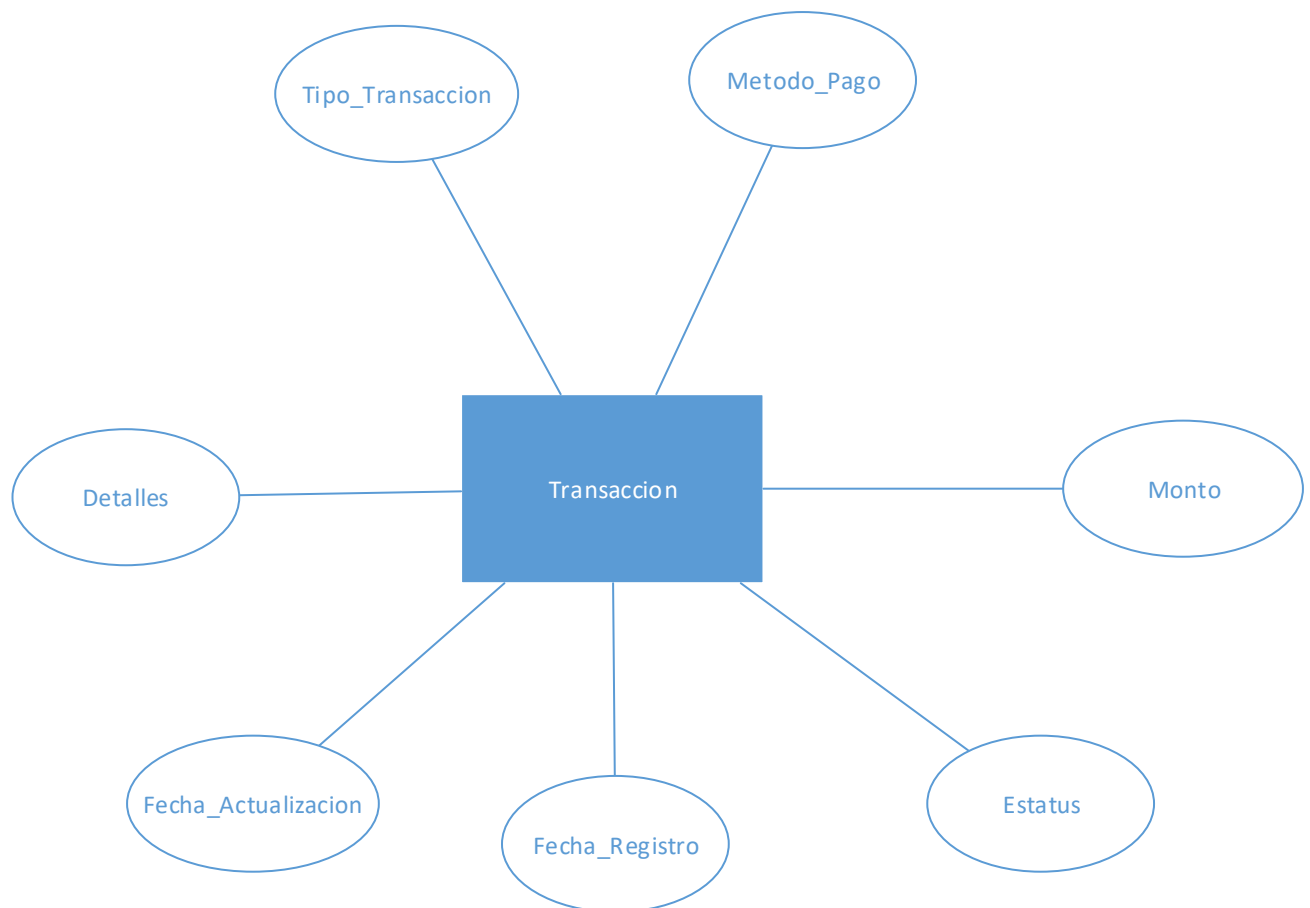 Tipo_Transaccion
Metodo_Pago
Detalles
Transaccion
Monto
Fecha_Actualizacion
Fecha_Registro
Estatus